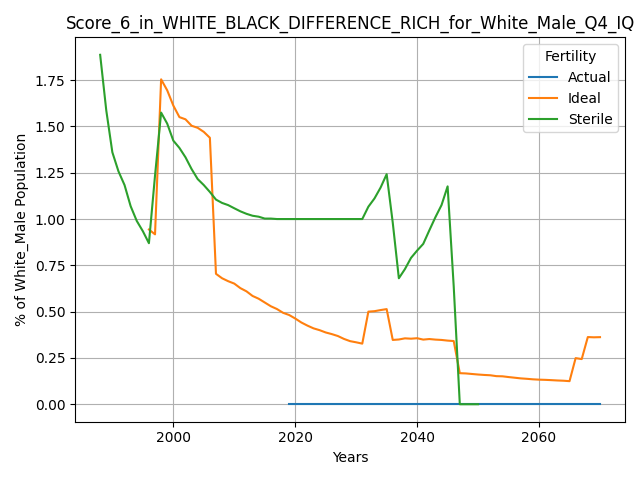 Score_6_in_WHITE_BLACK_DIFFERENCE_RICH_for_White_Male_Q4_IQ
Fertility
Actual
Ideal
Sterile
% of White_Male Population
1.75
1.50
1.25
1.00
0.75
0.50
0.25
0.00
2000 2020 2040 2060
Years